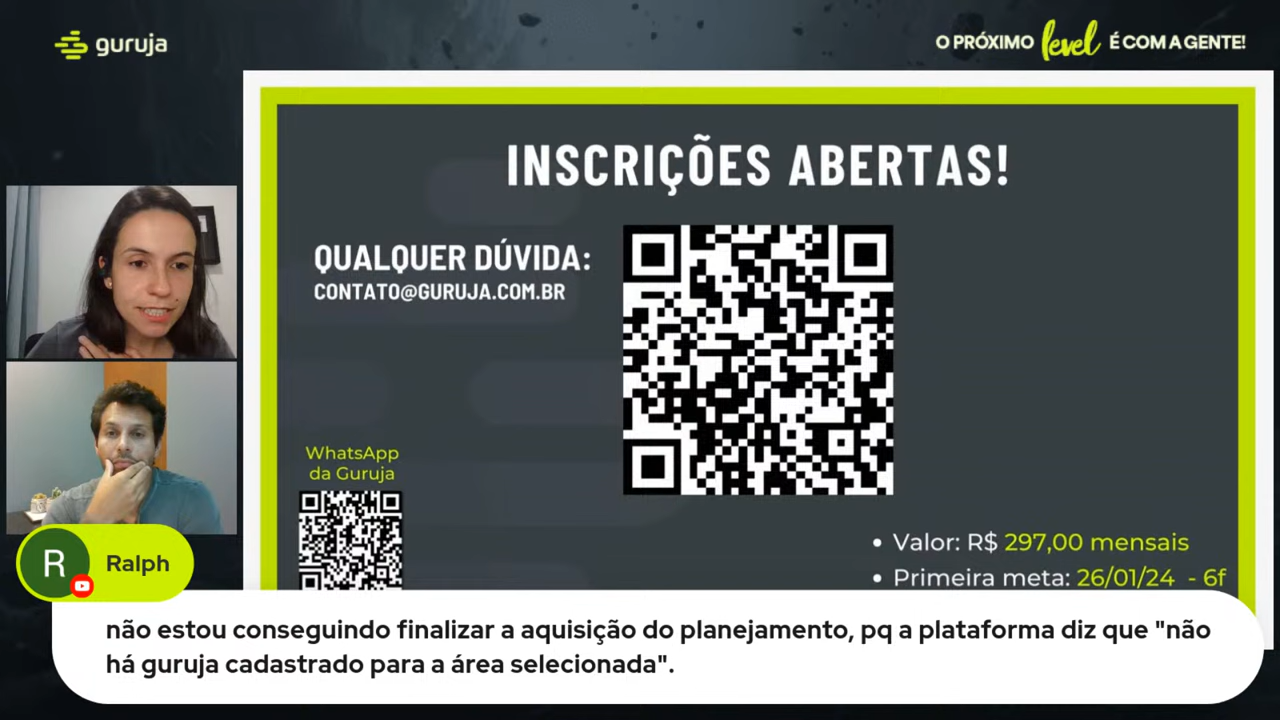 guruja
O PRÓXIMO level É COM A GENTE!
INSCRIÇÕES ABERTAS!
QUALQUER DÚVIDA:
CONTATO@GURUJA.COM.BR
WhatsApp
da Guruja
• Valor: R$ 297,00 mensais
• Primeira meta: 26/01/24 - 6f
R
Ralph
não estou conseguindo finalizar a aquisição do planejamento, pq a plataforma diz que "não
há guruja cadastrado para a área selecionada".